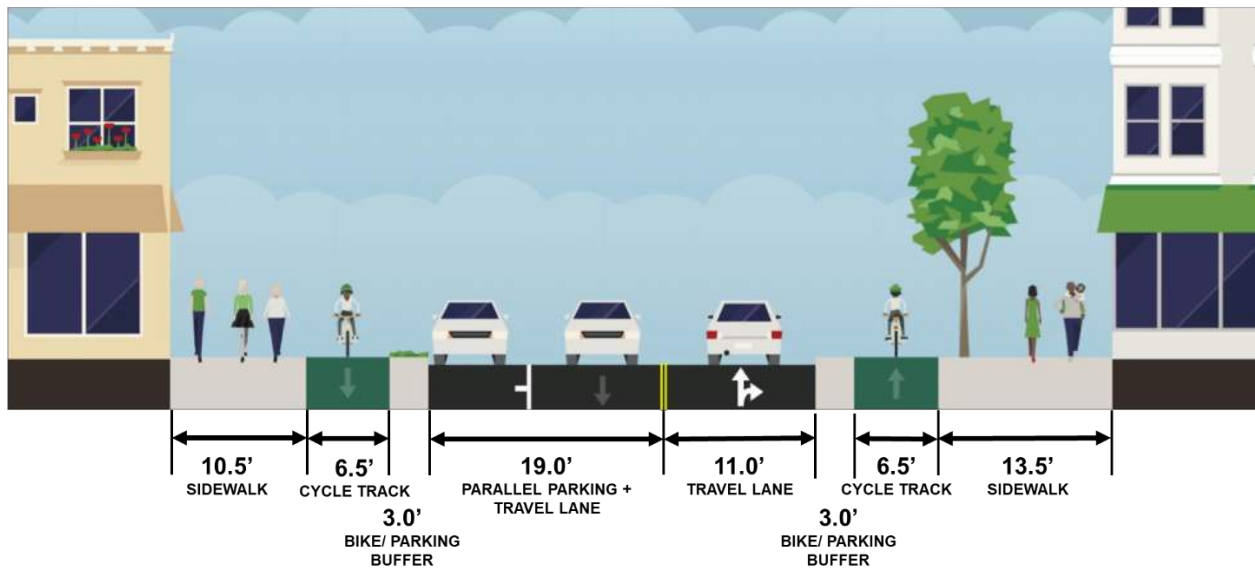 10.5’
SIDEWALK
6.5’
CYCLE TRACK
3.0’
BIKE/ PARKING
BUFFER
19.0’
PARALLEL PARKING +
TRAVEL LANE
11.0’
TRAVEL LANE
3.0’
BIKE/ PARKING
BUFFER
6.5’
CYCLE TRACK
13.5’
SIDEWALK